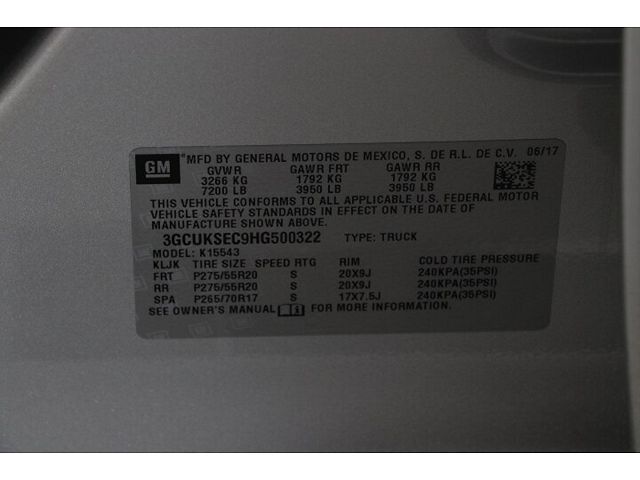 GM ® MFD BY GENERAL MOTORS DE MEXICO, S. DE R.L. DE C.V. 06/17
GVWR GAWR FRT GAWR RR
3266 KG 1792 KG 1792 KG
7200 LB 3950 LB 3950 LB
THIS VEHICLE CONFORMS TO ALL APPLICABLE U.S. FEDERAL MOTOR
VEHICLE SAFETY STANDARDS IN EFFECT ON THE DATE OF
MANUFACTURE SHOWN ABOVE.
3GCUKSEC9HG500322 TYPE: TRUCK
MODEL: K15543
KLJK TIRE SIZE SPEED RTG RIM COLD TIRE PRESSURE
FRT P275/55R20 S 20X9J 240KPA(35PSI)
RR P275/55R20 S 20X9J 240KPA(35PSI)
SPA P265/70R17 S 17X7.5J 240KPA(35PSI)
SEE OWNER'S MANUAL FOR MORE INFORMATION.